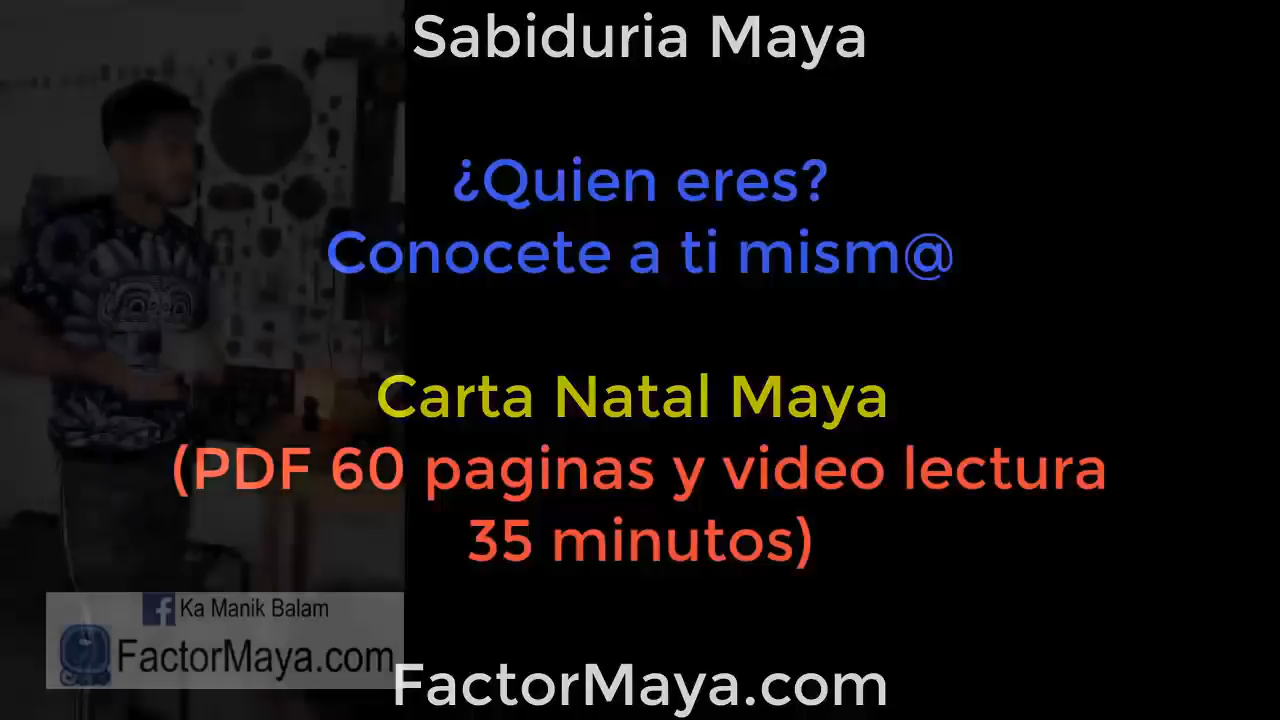 Sabiduria Maya
¿Quien eres?
Conocete a ti mism@
Carta Natal Maya
(PDF 60 paginas y video lectura
35 minutos)
Ka Manik Balam
FactorMaya.com
FactorMaya.com